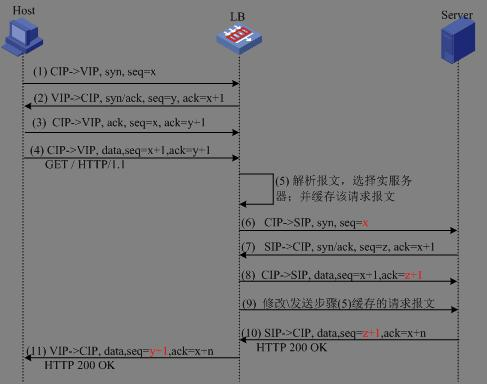 Host
LB
Server
(1) CIP->VIP, syn, seq=x
(2) VIP->CIP, syn/ack, seq=y, ack=x+1
(3) CIP->VIP, ack, seq=x, ack=y+1
(4) CIP->VIP, data,seq=x+1,ack=y+1
GET / HTTP/1.1
(5) 解析报文，选择实服务
器；并缓存该请求报文
(6) CIP->SIP, syn, seq=x
(7) SIP->CIP, syn/ack, seq=z, ack=x+1
(8) CIP->SIP, data,seq=x+1,ack=z+1
(9) 修改\发送步骤(5)缓存的请求报文
(10) SIP->CIP, data,seq=z+1,ack=x+n
HTTP 200 OK
(11) VIP->CIP, data,seq=y+1,ack=x+n
HTTP 200 OK